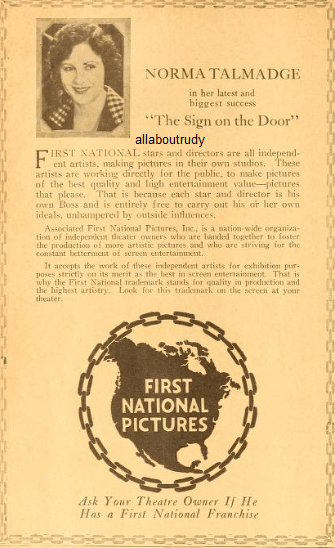 NORMA TALMADGE
in her latest and
biggest success
"The Sign on the Door"
allaboutrudy
FIRST NATIONAL stars and directors are all independ-
ent artists, making pictures in their own studios. These
artists are working directly for the public, to make pictures
of the best quality and high entertainment value—pictures
that please. That is because each star and director is his
own Boss and is entirely free to carry out his or her own
ideals, unhampered by outside influences.
Associated First National Pictures, Inc., is a nation-wide organiza-
tion of independent theater owners who are banded together to foster
the production of more artistic pictures and who are striving for the
constant betterment of screen entertainment.
It accepts the work of these independent artists for exhibition pur-
poses strictly on its merit as the best in screen entertainment. That is
why the First National trademark stands for quality in production and
the highest artistry. Look for this trademark on the screen at your
theater.
FIRST
NATIONAL
PICTURES
Ask Your Theatre Owner If He
Has a First National Franchise